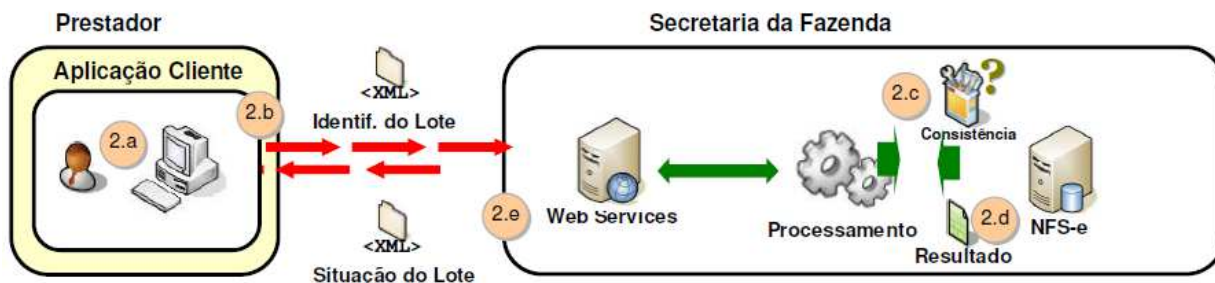 Prestador
Secretaria da Fazenda
Aplicação Cliente
2.a
2.b
<XML>
Identif. do Lote
2.c
Consistência
2.e
Web Services
Processamento
2.d
NFS-e
Resultado
<XML>
Situação do Lote